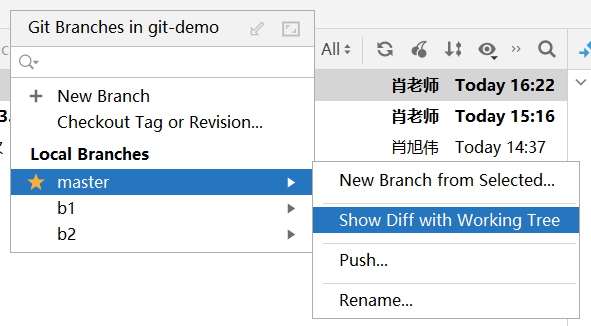 Git Branches in git-demo
All
New Branch
Checkout Tag or Revision...
Local Branches
master
b1
b2
肖老师 Today 16:22
3. 肖老师 Today 15:16
肖旭伟 Today 14:37
New Branch from Selected...
Show Diff with Working Tree
Push...
Rename...